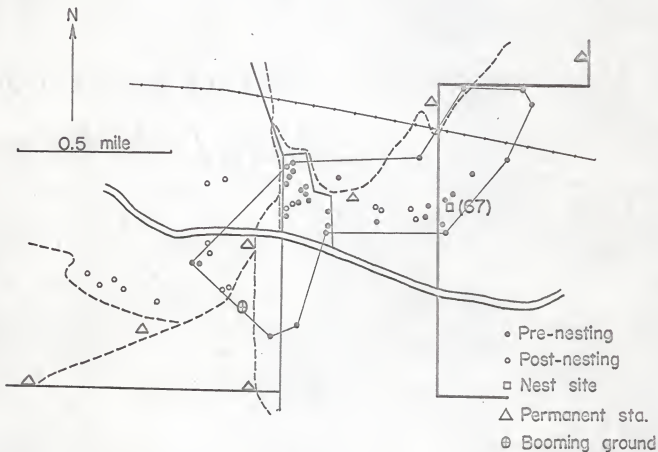 N
0.5 mile
(67)
Pre-nesting
Post-nesting
Nest site
Permanent sta.
Booming ground